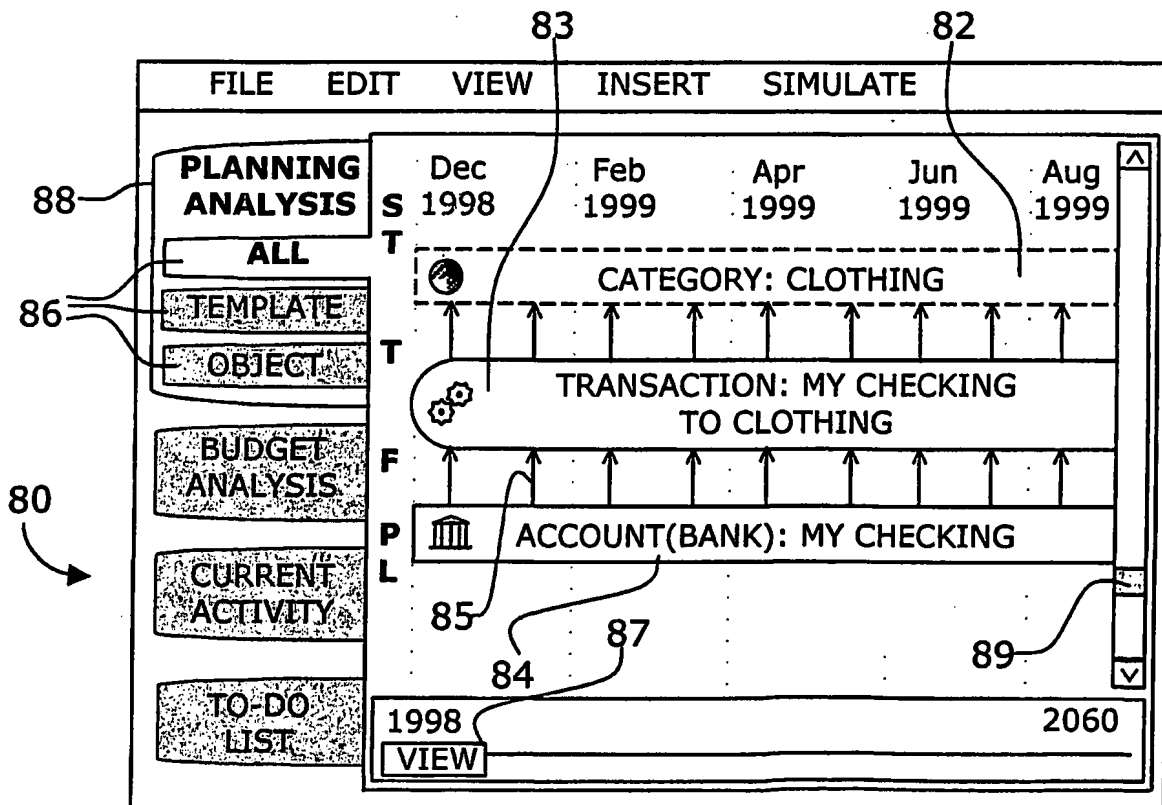 83
82
FILE EDIT VIEW INSERT SIMULATE
88
PLANNING
ANALYSIS
ALL
86
TEMPLATE
OBJECT
BUDGET
ANALYSIS
80
CURRENT
ACTIVITY
TO-DO
LIST
S
T
T
F
P
L
Dec Feb Apr Jun Aug
1998 1999 1999 1999 1999
CATEGORY: CLOTHING
TRANSACTION: MY CHECKING
TO CLOTHING
ACCOUNT(BANK): MY CHECKING
85
84
87
89
1998 2060
VIEW